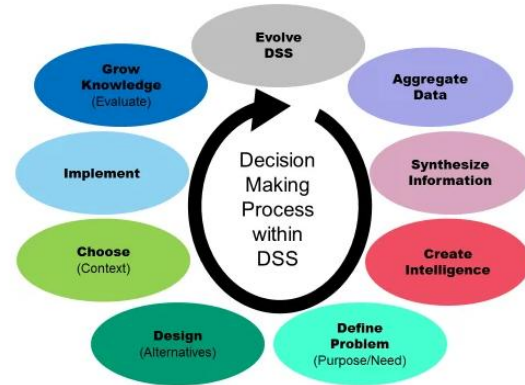 Evolve
DSS
Aggregate
Data
Synthesize
Information
Create
Intelligence
Define
Problem
(Purpose/Need)
Design
(Alternatives)
Choose
(Context)
Implement
Grow
Knowledge
(Evaluate)
Decision
Making
Process
within
DSS